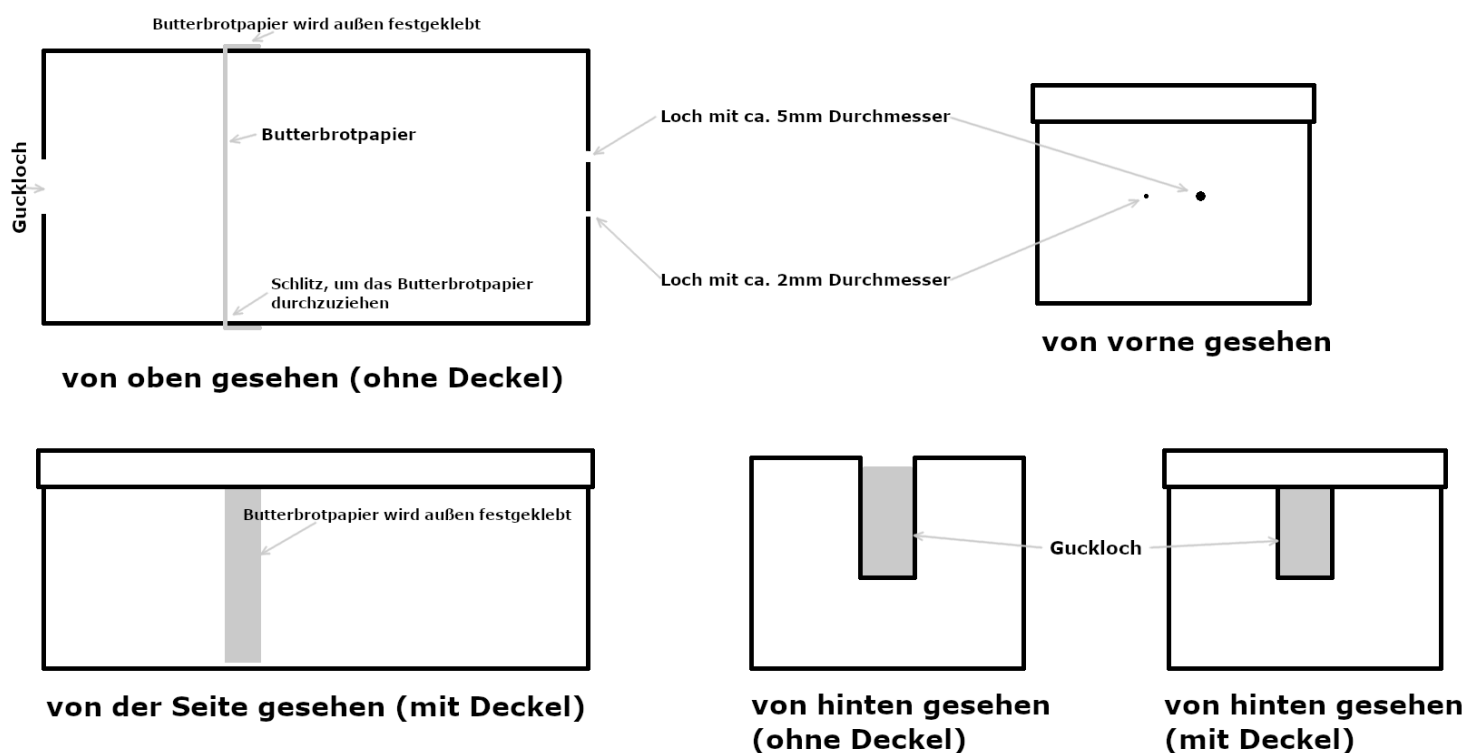 Butterbrotpapier wird außen festgeklebt
Guckloch
Butterbrotpapier
Loch mit ca. 5mm Durchmesser
Schlitz, um das Butterbrotpapier
durchzuziehen
Loch mit ca. 2mm Durchmesser
von oben gesehen (ohne Deckel)
von vorne gesehen
Butterbrotpapier wird außen festgeklebt
Guckloch
von der Seite gesehen (mit Deckel)
von hinten gesehen
(ohne Deckel)
von hinten gesehen
(mit Deckel)